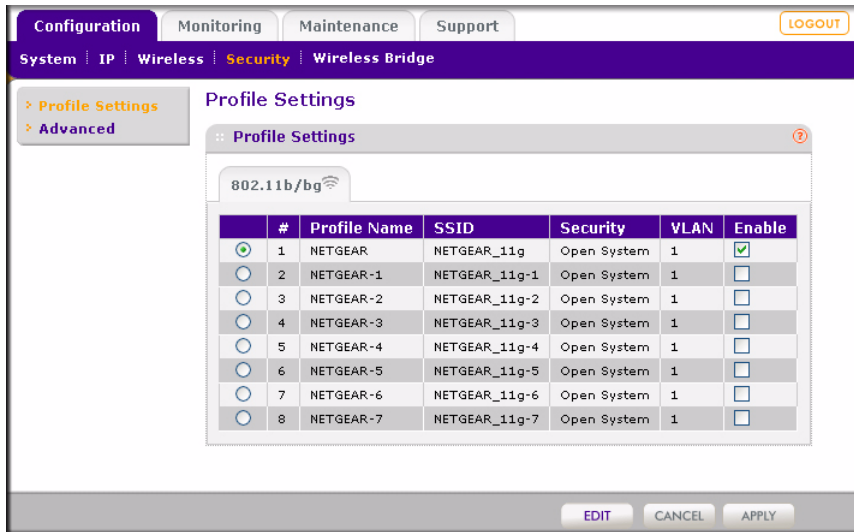 Configuration Monitoring Maintenance Support LOGOUT
System IP Wireless Security Wireless Bridge
Profile Settings
Advanced
Profile Settings
Profile Settings ?
802.11b/bg
# Profile Name SSID Security VLAN Enable
1 NETGEAR NETGEAR_11g Open System 1
2 NETGEAR-1 NETGEAR_11g-1 Open System 1
3 NETGEAR-2 NETGEAR_11g-2 Open System 1
4 NETGEAR-3 NETGEAR_11g-3 Open System 1
5 NETGEAR-4 NETGEAR_11g-4 Open System 1
6 NETGEAR-5 NETGEAR_11g-5 Open System 1
7 NETGEAR-6 NETGEAR_11g-6 Open System 1
8 NETGEAR-7 NETGEAR_11g-7 Open System 1
EDIT CANCEL APPLY